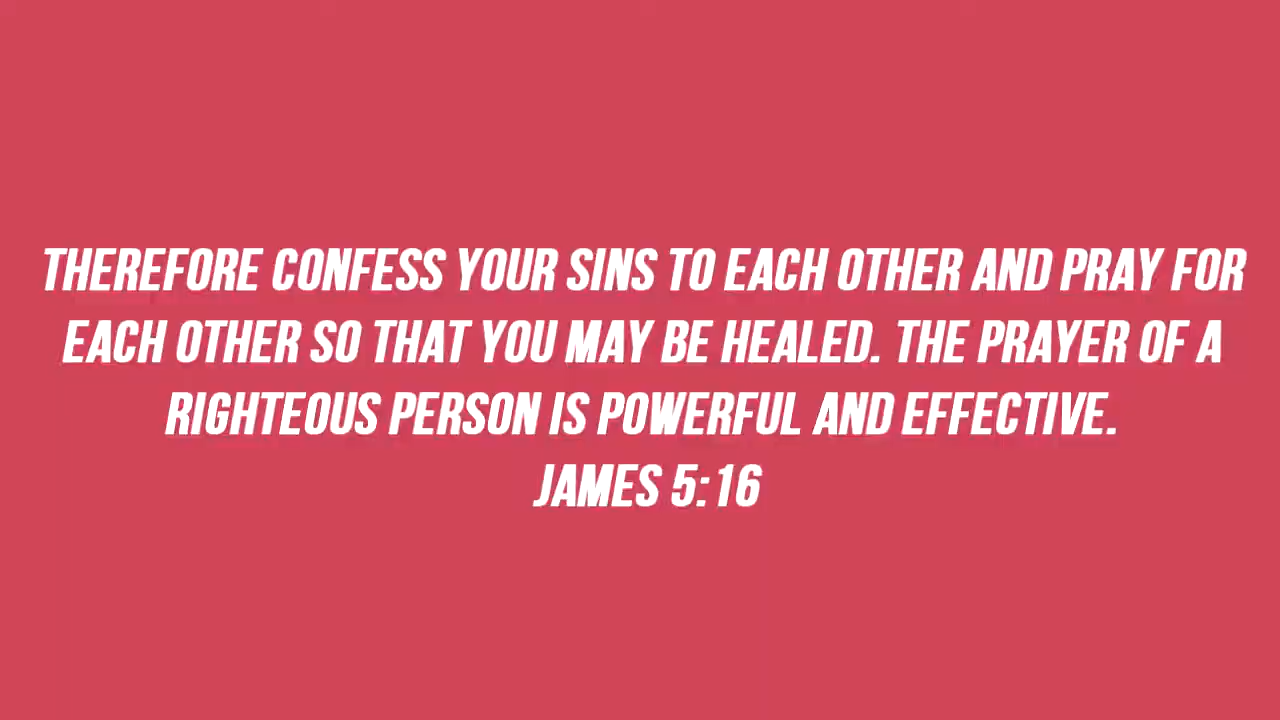 THEREFORE CONFESS YOUR SINS TO EACH OTHER AND PRAY FOR
EACH OTHER SO THAT YOU MAY BE HEALED. THE PRAYER OF A
RIGHTEOUS PERSON IS POWERFUL AND EFFECTIVE.
JAMES 5:16